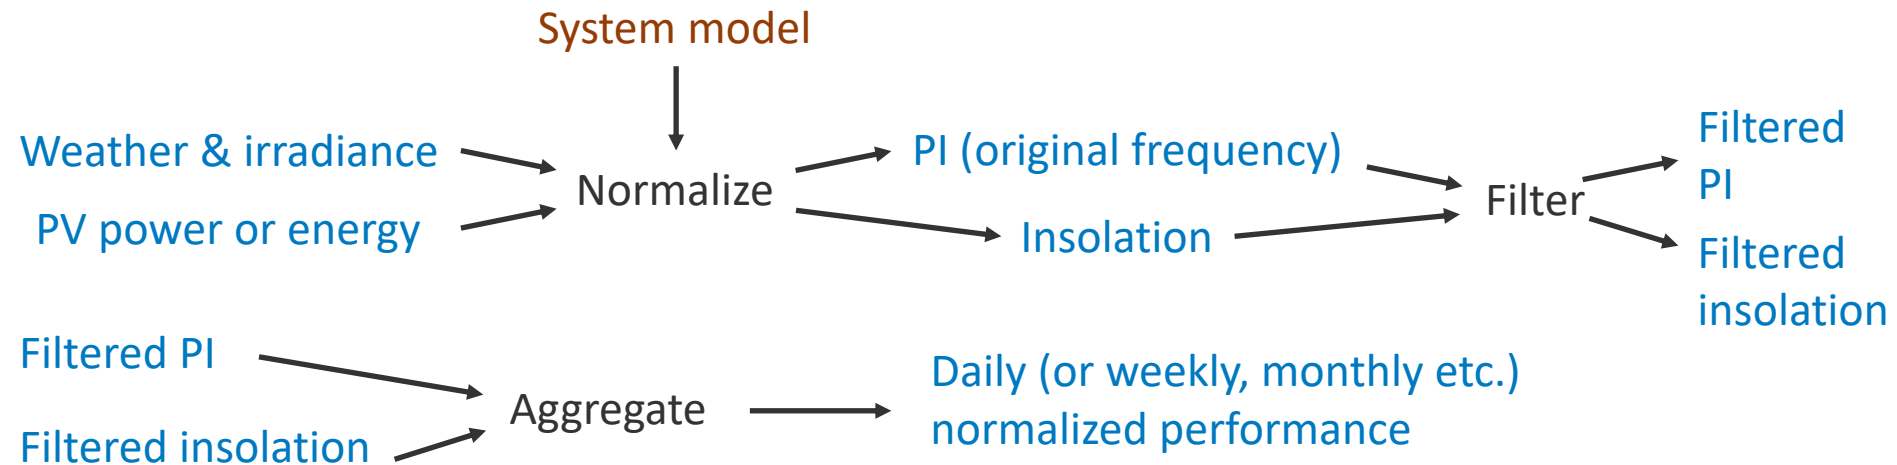 System model
Weather & irradiance
PV power or energy
Normalize
PI (original frequency)
Insolation
Filter
Filtered
PI
Filtered
insolation
Filtered PI
Filtered insolation
Aggregate
Daily (or weekly, monthly etc.)
normalized performance